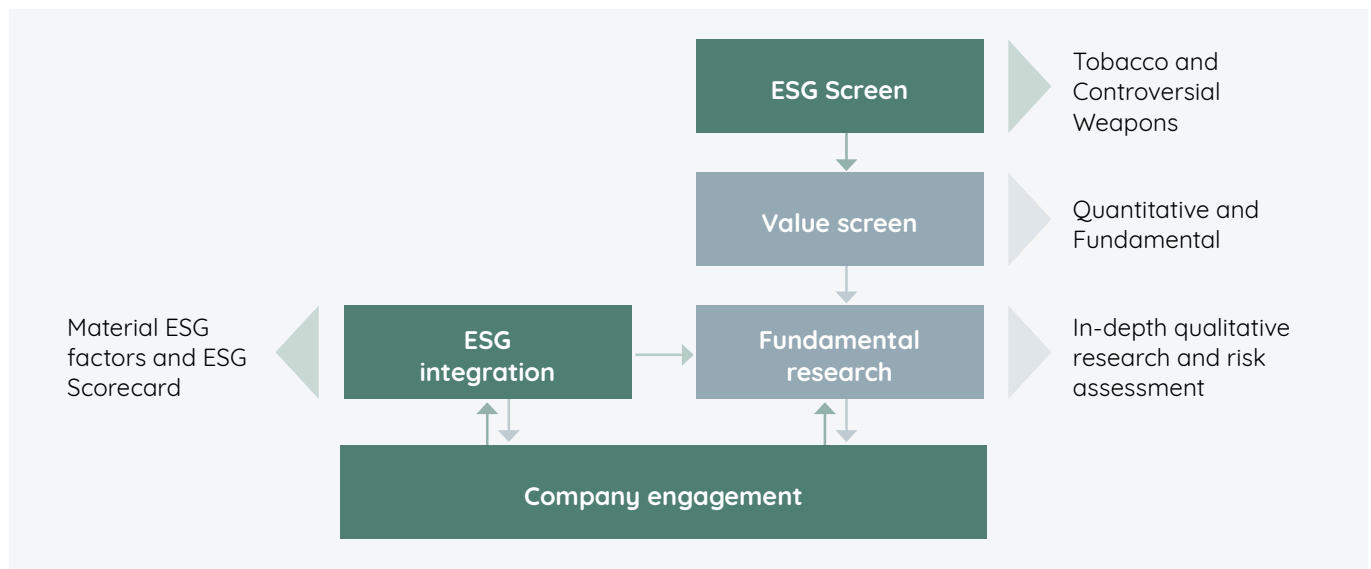 ESG Screen
Tobacco and
Controversial
Weapons
Value screen
Quantitative and
Fundamental
Material ESG
factors and ESG
Scorecard
ESG
integration
Fundamental
research
In-depth qualitative
research and risk
assessment
Company engagement